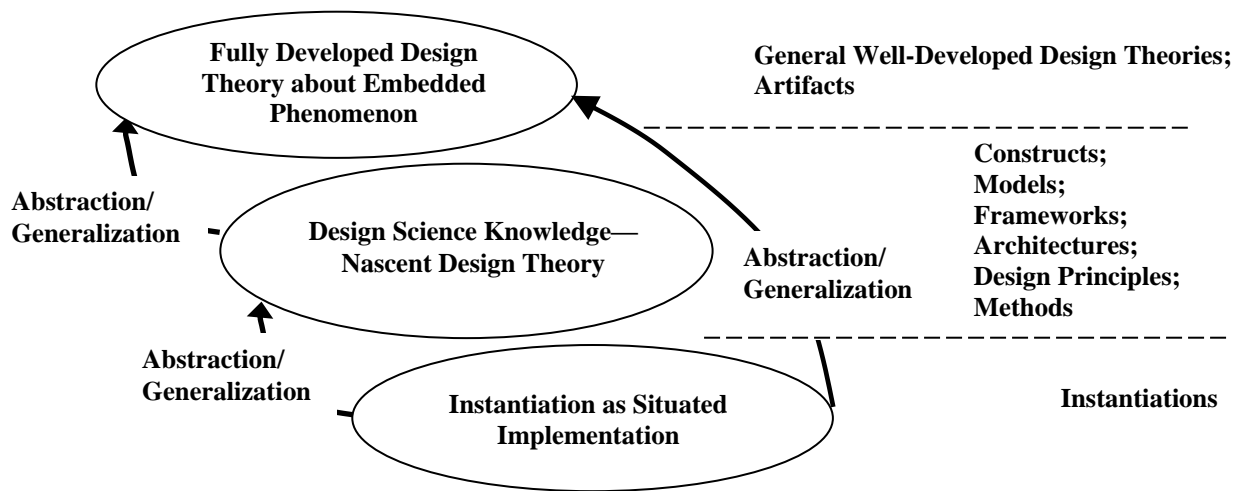 Fully Developed Design
Theory about Embedded
Phenomenon
General Well-Developed Design Theories;
Artifacts
Abstraction/
Generalization
Design Science Knowledge—
Nascent Design Theory
Abstraction/
Generalization
Constructs;
Models;
Frameworks;
Architectures;
Design Principles;
Methods
Abstraction/
Generalization
Instantiation as Situated
Implementation
Instantiations